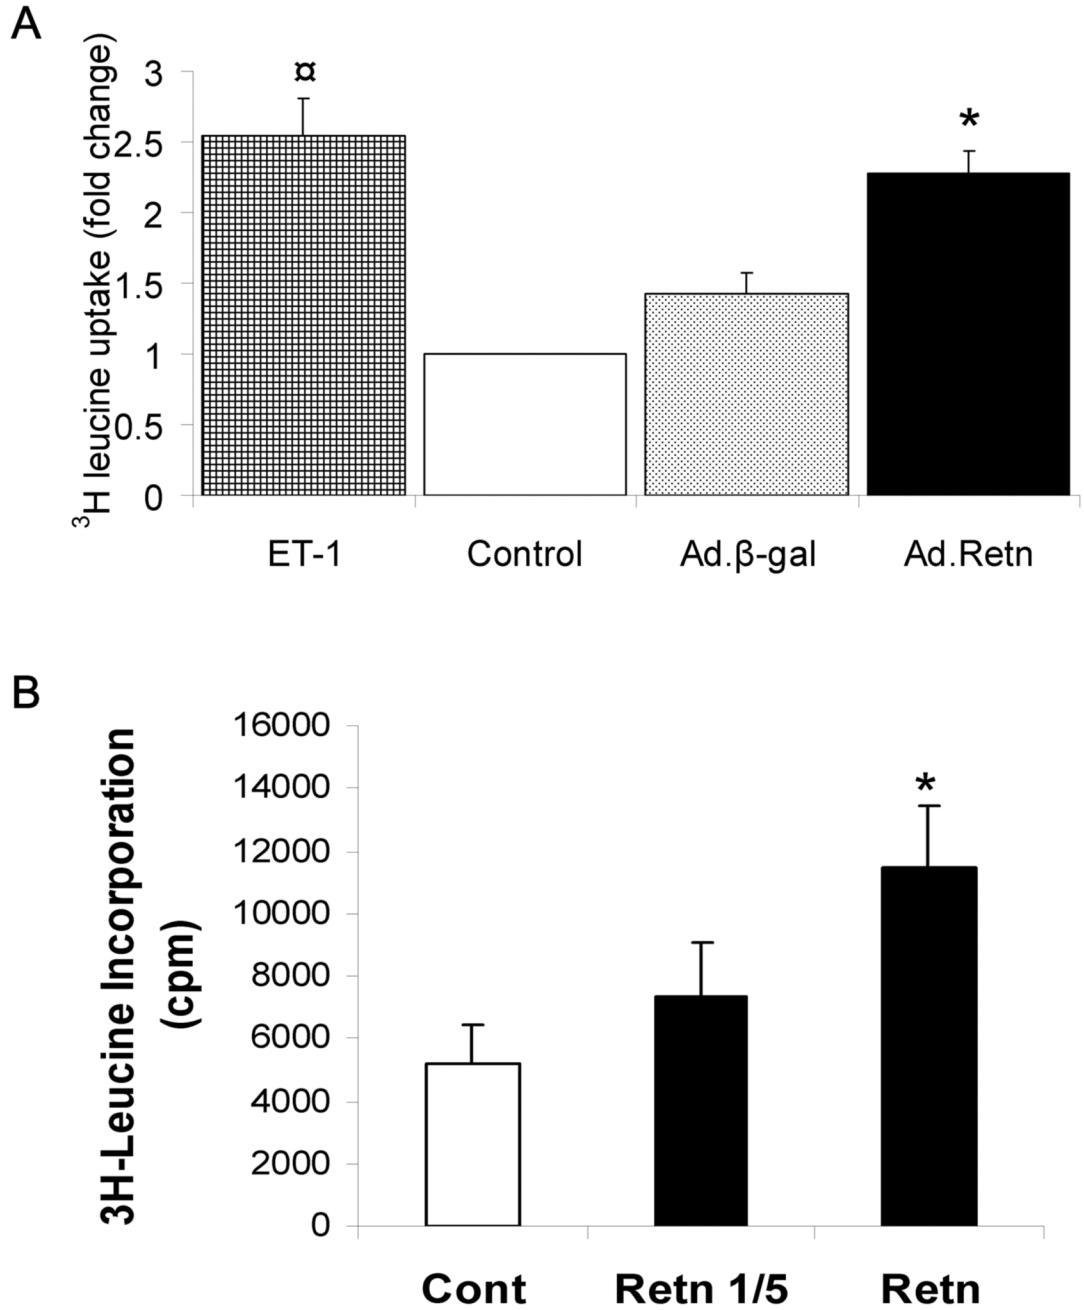 A
³H leucine uptake (fold change)
3
2.5
2
1.5
1
0.5
0
¤
*
ET-1 Control Ad.β-gal Ad.Retn
B
3H-Leucine Incorporation
(cpm)
16000
14000
12000
10000
8000
6000
4000
2000
0
*
Cont Retn 1/5 Retn